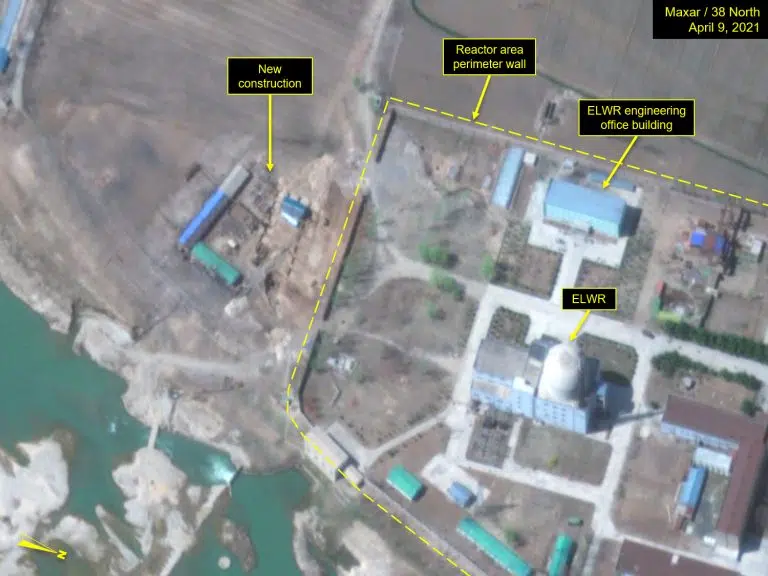 Maxar / 38 North
April 9, 2021
Reactor area
perimeter wall
New
construction
ELWR engineering
office building
ELWR
N